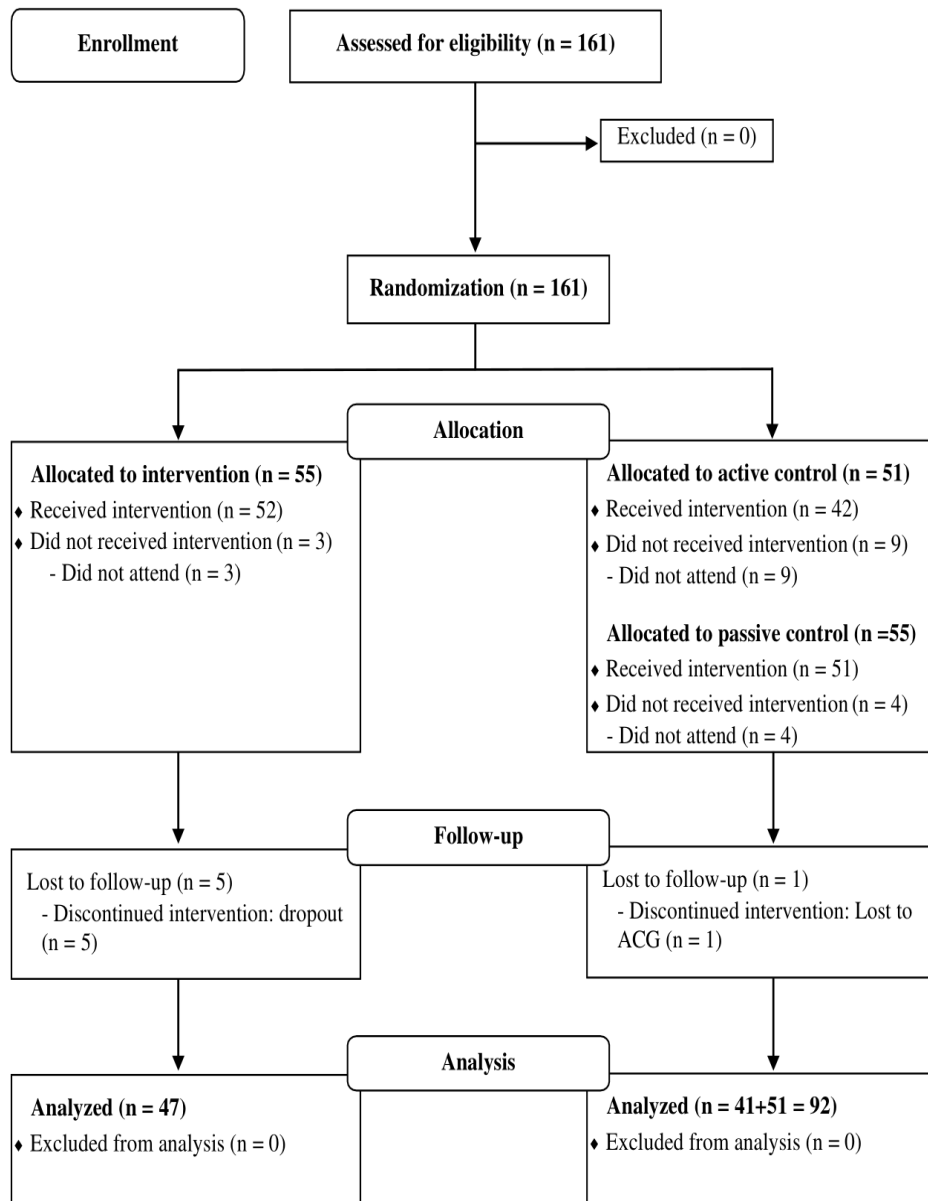 Enrollment
Assessed for eligibility (n = 161)
Excluded (n = 0)
Randomization (n = 161)
Allocation
Allocated to intervention (n = 55)
♦ Received intervention (n = 52)
♦ Did not received intervention (n = 3)
- Did not attend (n = 3)
Allocated to active control (n = 51)
♦ Received intervention (n = 42)
♦ Did not received intervention (n = 9)
- Did not attend (n = 9)
Allocated to passive control (n =55)
♦ Received intervention (n = 51)
♦ Did not received intervention (n = 4)
- Did not attend (n = 4)
Follow-up
Lost to follow-up (n = 5)
- Discontinued intervention: dropout
(n = 5)
Lost to follow-up (n = 1)
- Discontinued intervention: Lost to
ACG (n = 1)
Analysis
Analyzed (n = 47)
♦ Excluded from analysis (n = 0)
Analyzed (n = 41+51 = 92)
♦ Excluded from analysis (n = 0)